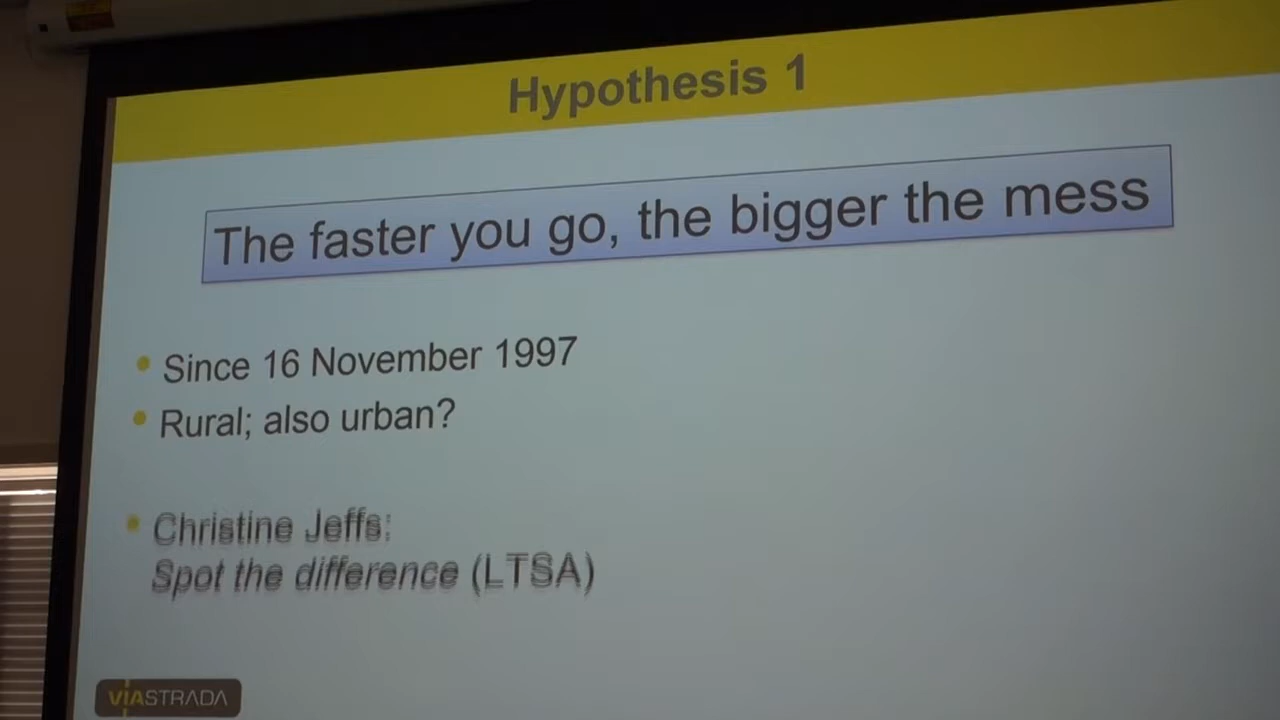 Hypothesis 1
The faster you go, the bigger the mess
Since 16 November 1997
Rural; also urban?
Christine Jeffs:
Spot the difference (LTSA)
VIASTRADA